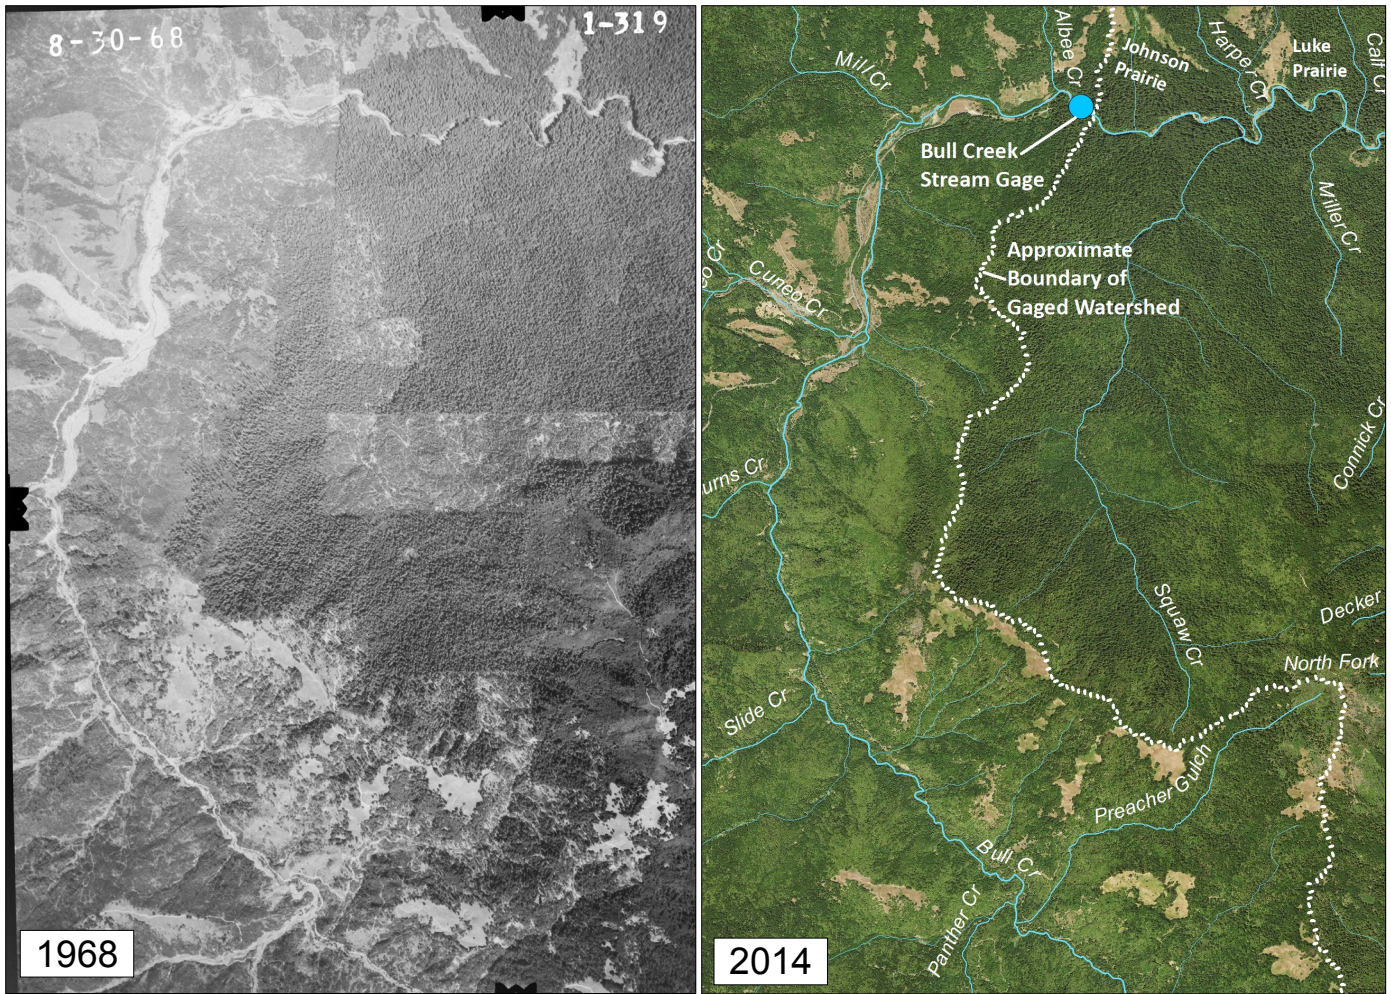 8-30-68
1-319
1968
Albee Cr
Johnson
Prairie
Harper Cr
Luke
Prairie
Calf Cr
Mill Cr
Bull Creek
Stream Gage
Miller Cr
Approximate
Boundary of
Gaged Watershed
o Cr
Cuneo Cr
Connick Cr
urns Cr
Squaw Cr
Decker
North Fork
Slide Cr
Preacher Gulch
Bull Cr
Panther Cr
2014